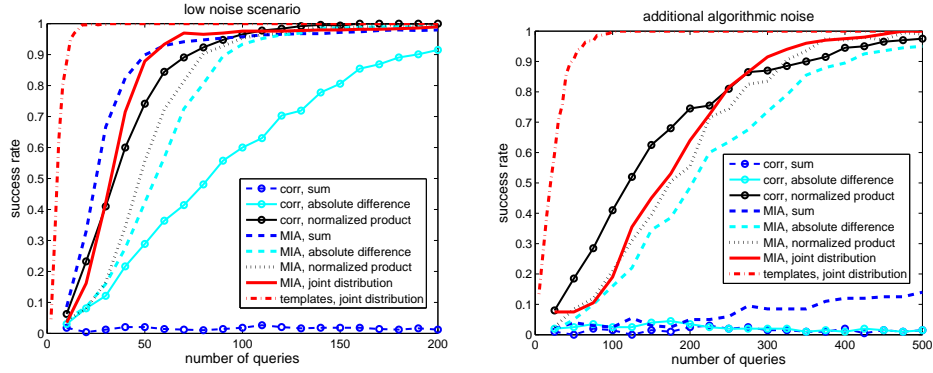 low noise scenario
success rate
1
0.9
0.8
0.7
0.6
0.5
0.4
0.3
0.2
0.1
0
corr, sum
corr, absolute difference
corr, normalized product
MIA, sum
MIA, absolute difference
MIA, normalized product
MIA, joint distribution
templates, joint distribution
0 50 100 150 200
number of queries
additional algorithmic noise
success rate
1
0.9
0.8
0.7
0.6
0.5
0.4
0.3
0.2
0.1
0
corr, sum
corr, absolute difference
corr, normalized product
MIA, sum
MIA, absolute difference
MIA, normalized product
MIA, joint distribution
templates, joint distribution
0 100 200 300 400 500
number of queries